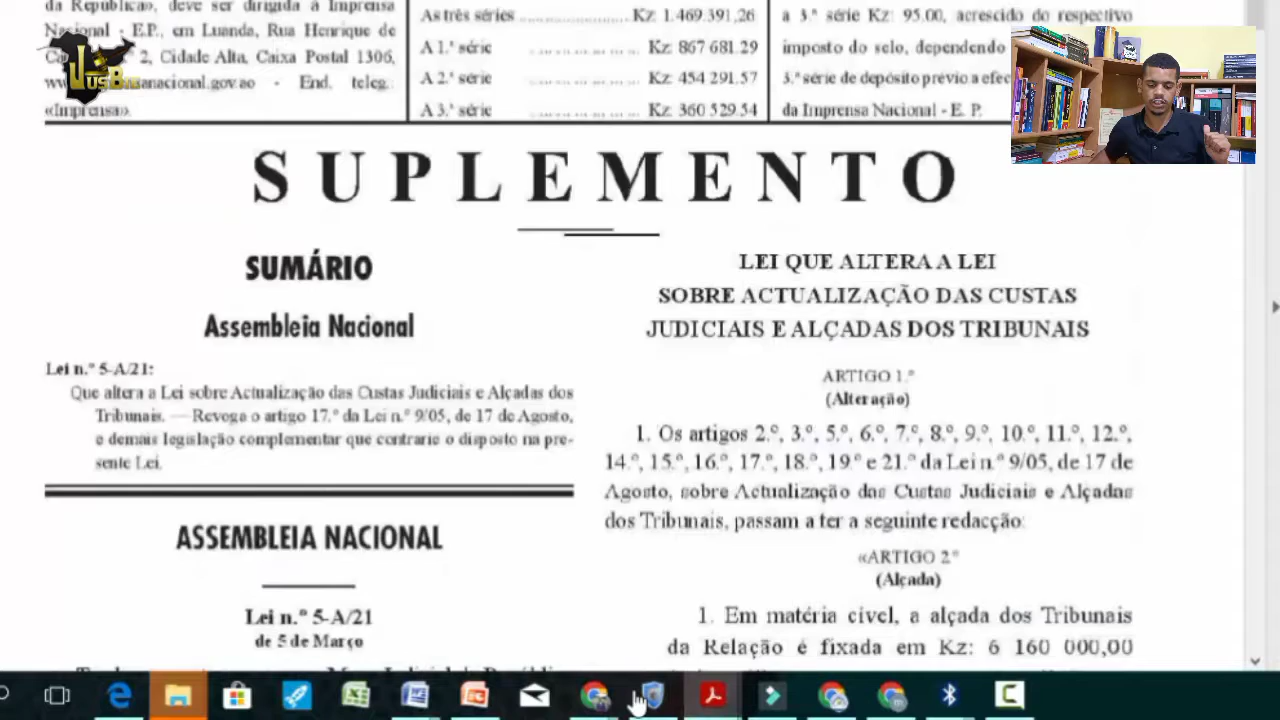 da República», deve ser dirigida à Imprensa
Nacional - E.P., em Luanda, Rua Henrique de
2, Cidade Alta, Caixa Postal 1306,
anacional.gov.ao - End. teleg.:
«Imprensa».
As três séries ... Kz: 1.469.391,26
A 1.ª série ... Kz: 867 681.29
A 2.ª série ... Kz: 454 291.57
A 3.ª série ... Kz: 360 529.54
a 3.ª série Kz: 95.00, acrescido do respectivo
imposto do selo, dependendo
3.ª série de depósito prévio a efec
da Imprensa Nacional - E. P.
SUPLEMENTO
SUMÁRIO
Assembleia Nacional
Lei n.º 5-A/21:
Que altera a Lei sobre Actualização das Custas Judiciais e Alçadas dos
Tribunais. — Revoga o artigo 17.º da Lei n.º 9/05, de 17 de Agosto,
e demais legislação complementar que contrarie o disposto na pre-
sente Lei.
ASSEMBLEIA NACIONAL
Lei n.º 5-A/21
de 5 de Março
LEI QUE ALTERA A LEI
SOBRE ACTUALIZAÇÃO DAS CUSTAS
JUDICIAIS E ALÇADAS DOS TRIBUNAIS
ARTIGO 1.º
(Alteração)
1. Os artigos 2.º, 3.º, 5.º, 6.º, 7.º, 8.º, 9.º, 10.º, 11.º, 12.º,
14.º, 15.º, 16.º, 17.º, 18.º, 19.º e 21.º da Lei n.º 9/05, de 17 de
Agosto, sobre Actualização das Custas Judiciais e Alçadas
dos Tribunais, passam a ter a seguinte redacção:
«ARTIGO 2.º
(Alçada)
1. Em matéria cível, a alçada dos Tribunais
da Relação é fixada em Kz: 6 160 000,00